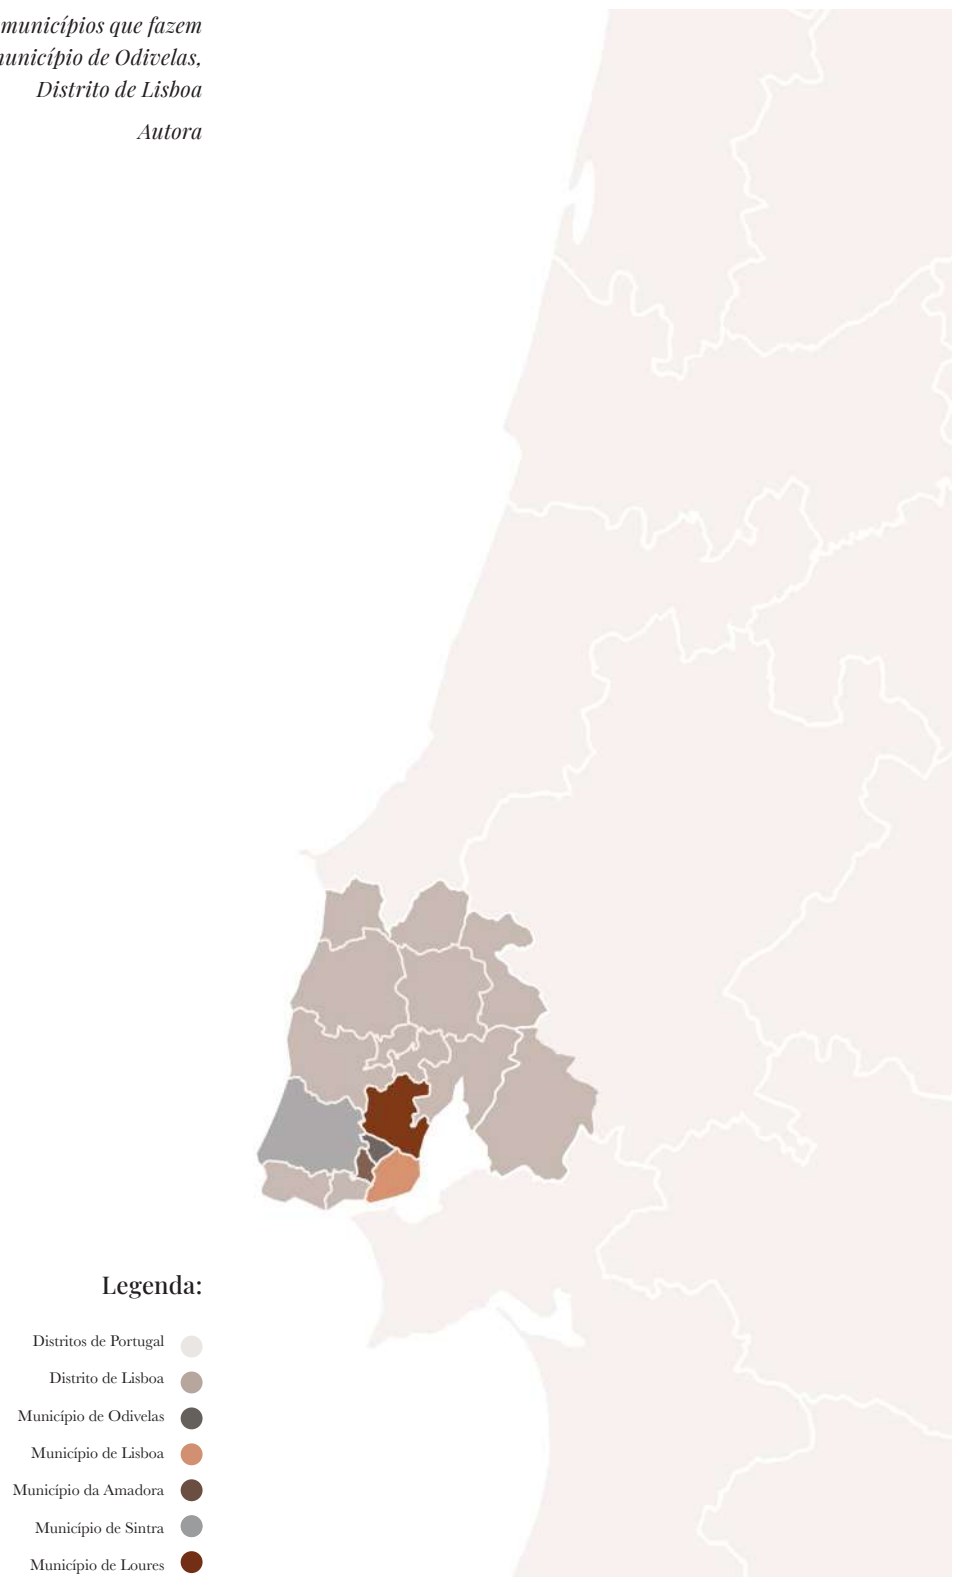 municípios que fazem
município de Odivelas,
Distrito de Lisboa
Autora
Legenda:
Distritos de Portugal
Distrito de Lisboa
Município de Odivelas
Município de Lisboa
Município da Amadora
Município de Sintra
Município de Loures